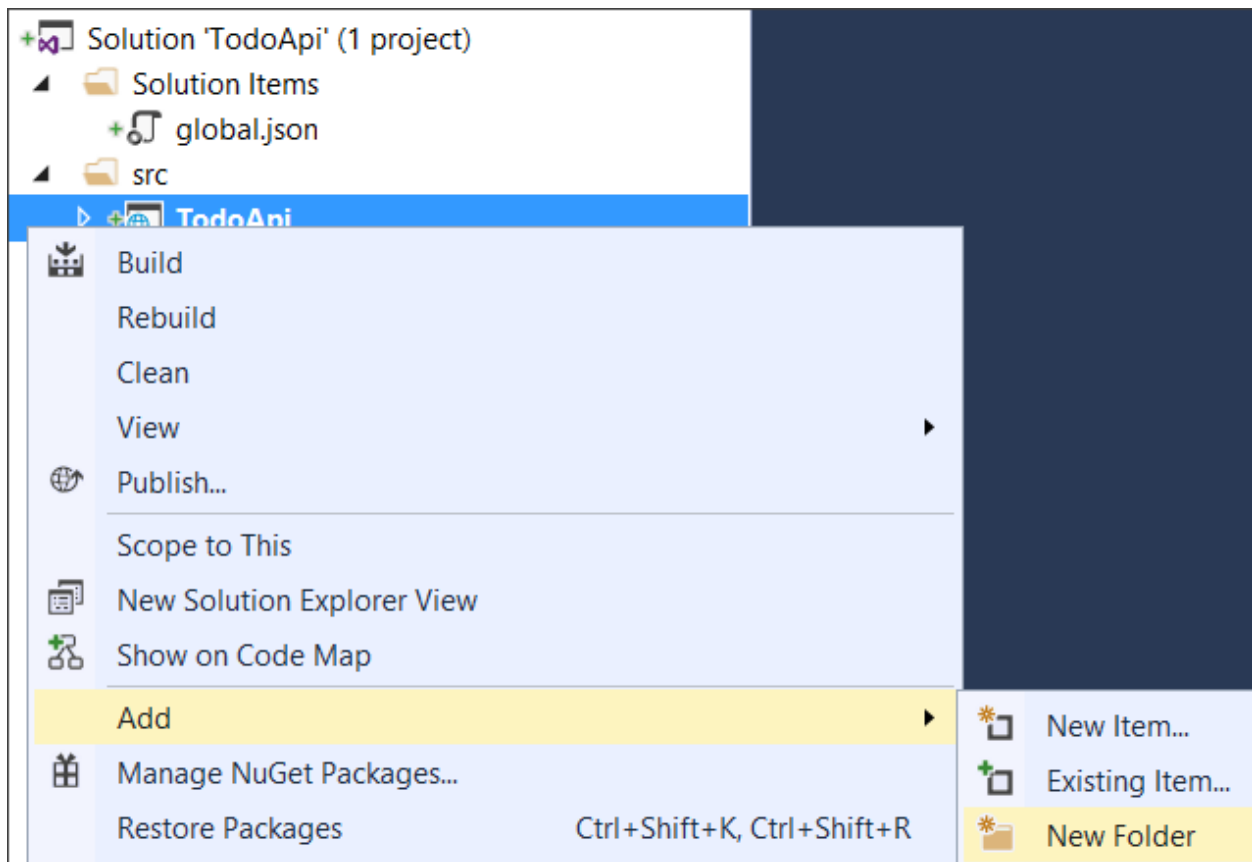 Solution 'TodoApi' (1 project)
Solution Items
global.json
src
TodoApi
Build
Rebuild
Clean
View
Publish...
Scope to This
New Solution Explorer View
Show on Code Map
Add
New Item...
Manage NuGet Packages...
Existing Item...
Restore Packages Ctrl+Shift+K, Ctrl+Shift+R
New Folder